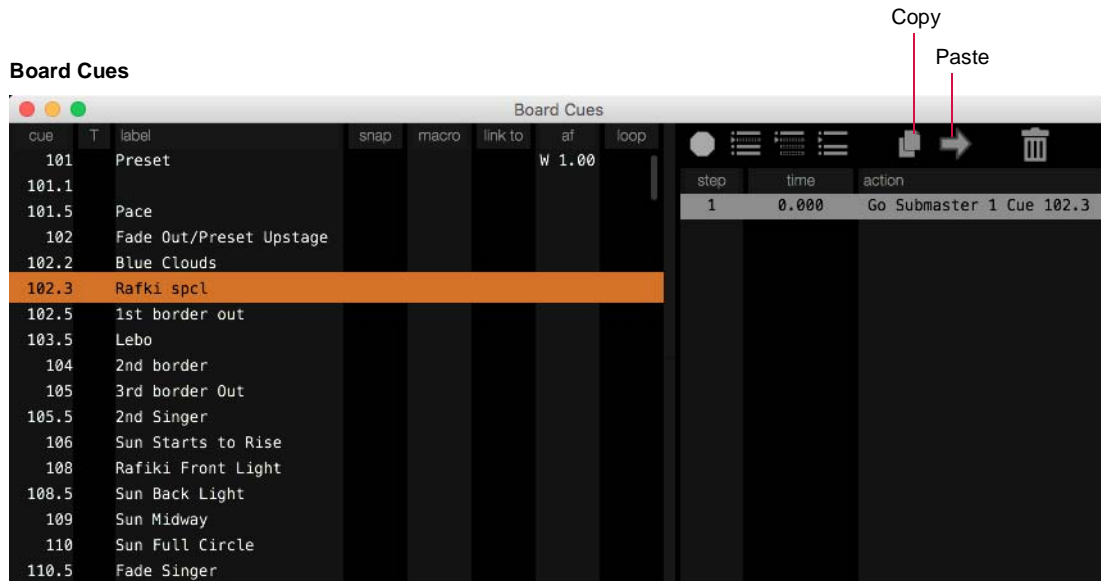 Copy
Paste
Board Cues
Board Cues
cue T label snap macro link to af loop
101 Preset W 1.00
101.1
101.5 Pace
102 Fade Out/Preset Upstage
102.2 Blue Clouds
102.3 Rafki spcl
102.5 1st border out
103.5 Lebo
104 2nd border
105 3rd border Out
105.5 2nd Singer
106 Sun Starts to Rise
108 Rafiki Front Light
108.5 Sun Back Light
109 Sun Midway
110 Sun Full Circle
110.5 Fade Singer
step time action
1 0.000 Go Submaster 1 Cue 102.3